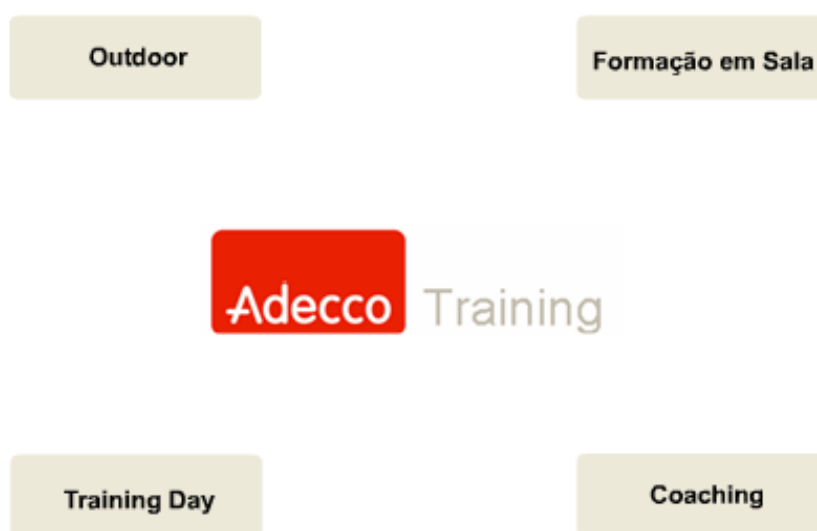 Outdoor
Formação em Sala
Adecco Training
Training Day
Coaching